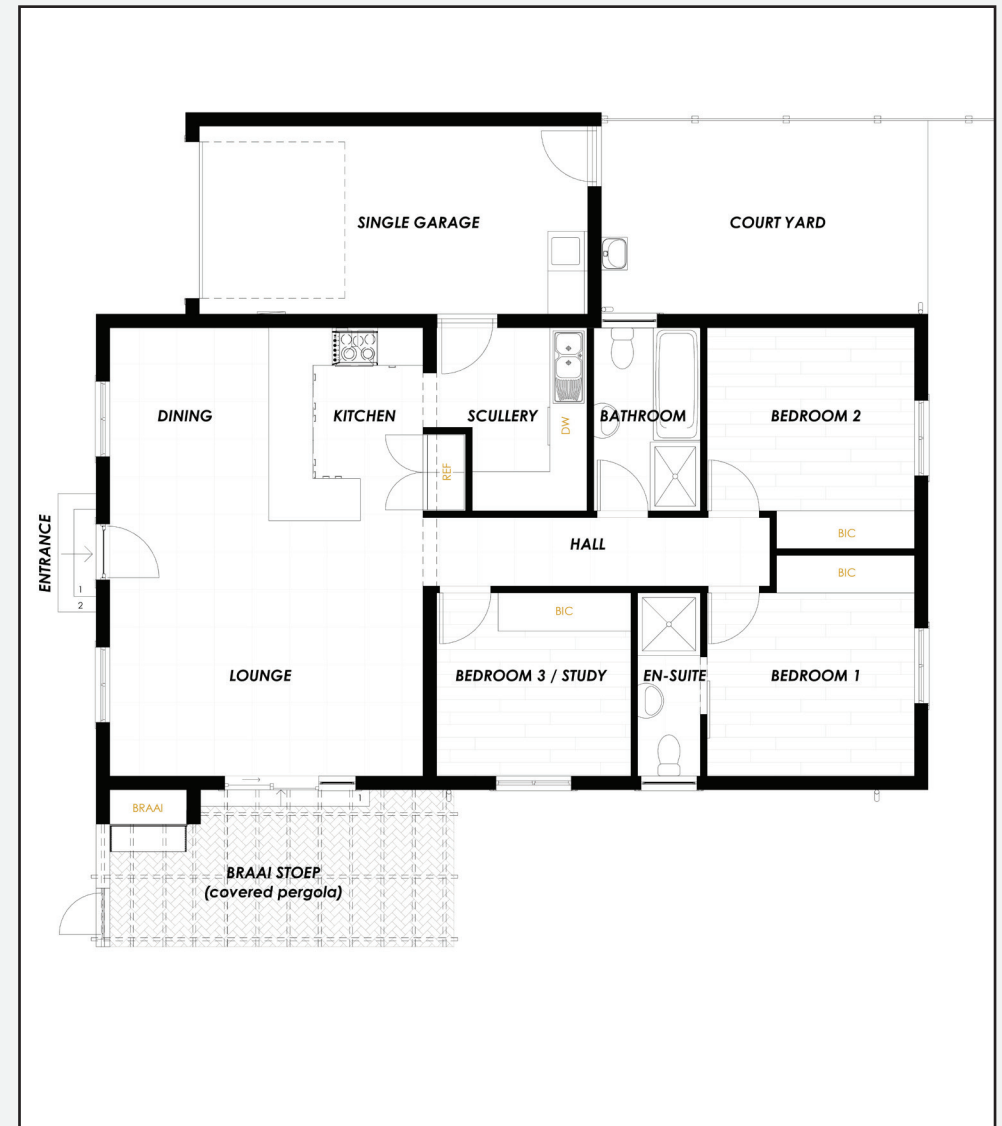 SINGLE GARAGE
COURT YARD
DINING
KITCHEN
SCULLERY
DW
BATHROOM
BEDROOM 2
REF
ENTRANCE
HALL
BIC
BIC
1
2
BIC
LOUNGE
BEDROOM 3 / STUDY
EN-SUITE
BEDROOM 1
BRAAI
1
BRAAI STOEP
(covered pergola)